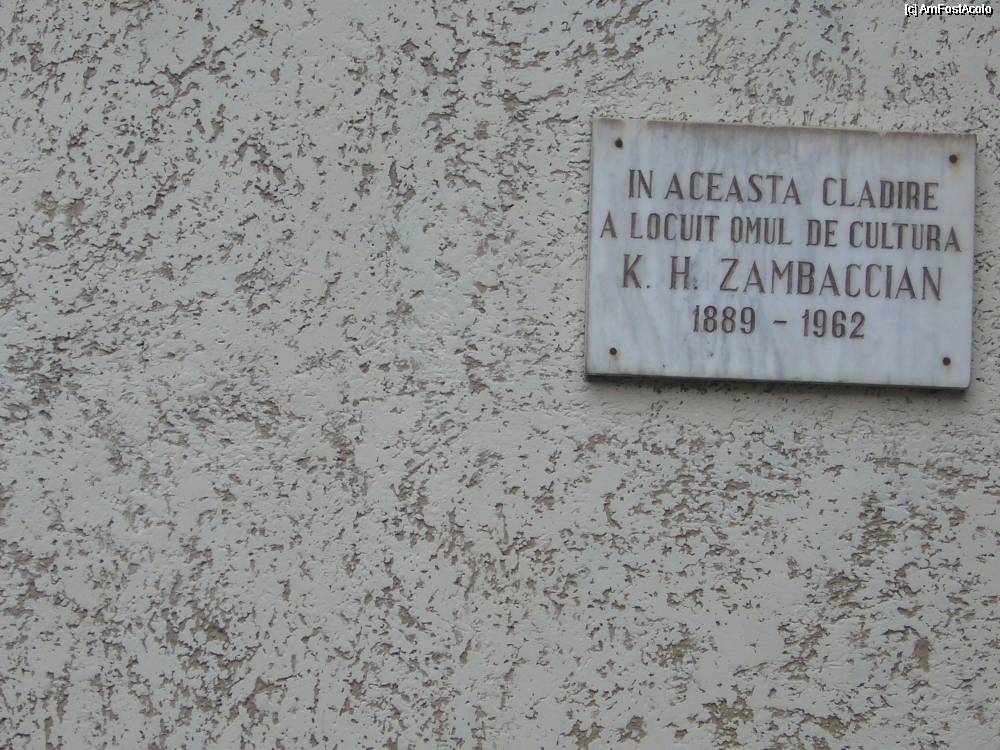 (c) AmFostAcolo
IN ACEASTA CLADIRE
A LOCUIT OMUL DE CULTURA
K. H. ZAMBACCIAN
1889 - 1962